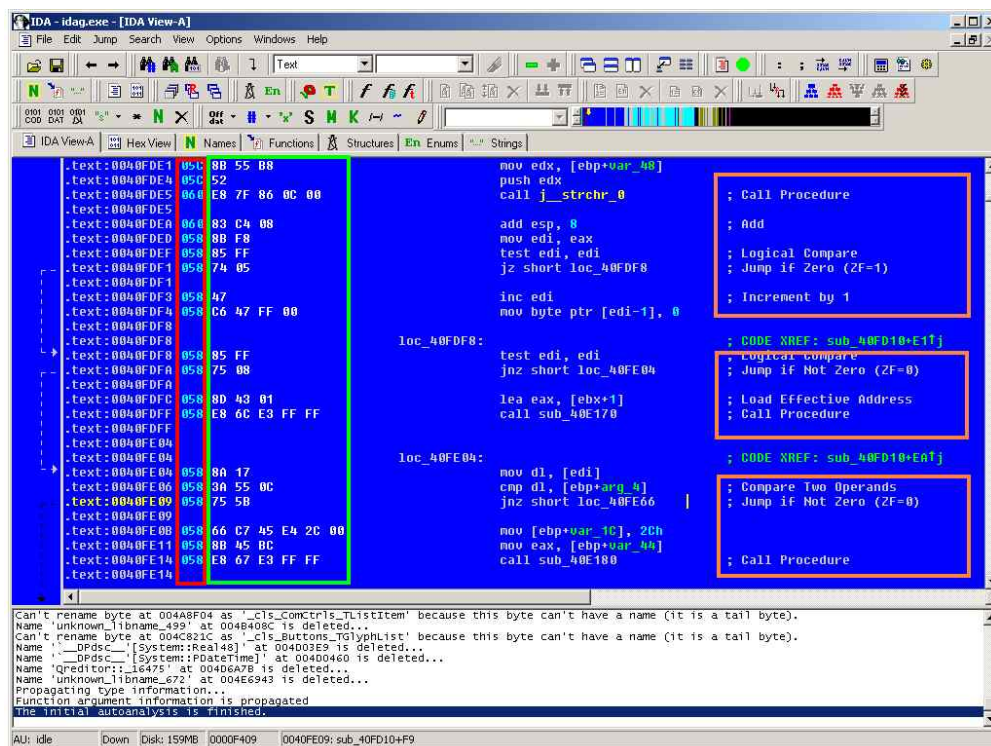 IDA - idag.exe - [IDA View-A]
File Edit Jump Search View Options Windows Help
Text
IDA View-A Hex View N Names Functions Structures En Enums Strings
.text:0040FDE1 05C 8B 55 B8 mov edx, [ebp+var_48]
.text:0040FDE4 05C 52 push edx
.text:0040FDE5 060 E8 7F 86 0C 00 call j__strchr_0 ; Call Procedure
.text:0040FDE5
.text:0040FDEA 060 83 C4 08 add esp, 8 ; Add
.text:0040FDED 058 8B F8 mov edi, eax
.text:0040FDEF 058 85 FF test edi, edi ; Logical Compare
.text:0040FDF1 058 74 05 jz short loc_40FDF8 ; Jump if Zero (ZF=1)
.text:0040FDF1
.text:0040FDF3 058 47 inc edi ; Increment by 1
.text:0040FDF4 058 C6 47 FF 00 mov byte ptr [edi-1], 0
.text:0040FDF8
.text:0040FDF8 loc_40FDF8: ; CODE XREF: sub_40FD10+E1↑j
.text:0040FDF8 058 85 FF test edi, edi ; Logical Compare
.text:0040FDFA 058 75 08 jnz short loc_40FE04 ; Jump if Not Zero (ZF=0)
.text:0040FDFA
.text:0040FDFC 058 8D 43 01 lea eax, [ebx+1] ; Load Effective Address
.text:0040FDFF 058 E8 6C E3 FF FF call sub_40E170 ; Call Procedure
.text:0040FDFF
.text:0040FE04
.text:0040FE04 loc_40FE04: ; CODE XREF: sub_40FD10+EA↑j
.text:0040FE04 058 8A 17 mov dl, [edi]
.text:0040FE06 058 3A 55 0C cmp dl, [ebp+arg_4] ; Compare Two Operands
.text:0040FE09 058 75 5B jnz short loc_40FE66 ; Jump if Not Zero (ZF=0)
.text:0040FE09
.text:0040FE0B 058 66 C7 45 E4 2C 00 mov [ebp+var_1C], 2Ch
.text:0040FE11 058 8B 45 BC mov eax, [ebp+var_44]
.text:0040FE14 058 E8 67 E3 FF FF call sub_40E180 ; Call Procedure
.text:0040FE14
Can't rename byte at 004A8F04 as '_cls_ComCtrls_TListItem' because this byte can't have a name (it is a tail byte).
Name 'unknown_libname_499' at 004B408C is deleted...
Can't rename byte at 004C821C as '_cls_Buttons_TGlyphList' because this byte can't have a name (it is a tail byte).
Name '`__DPdsc__'[System::Real48]' at 004D03E9 is deleted...
Name '`__DPdsc__'[System::PDateTime]' at 004D0460 is deleted...
Name 'Qreditor::_16475' at 004D6A7B is deleted...
Name 'unknown_libname_672' at 004E6943 is deleted...
Propagating type information...
Function argument information is propagated
The initial autoanalysis is finished.
AU: idle Down Disk: 159MB 0000F409 0040FE09: sub_40FD10+F9